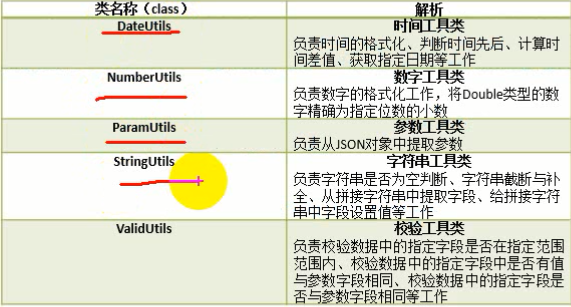 类名称（class）
解析
DateUtils
时间工具类
负责时间的格式化、判断时间先后、计算时
间差值、获取指定日期等工作
NumberUtils
数字工具类
负责数字的格式化工作，将Double类型的数
字精确为指定位数的小数
ParamUtils
参数工具类
负责从JSON对象中提取参数
StringUtils
字符串工具类
负责字符串是否为空判断、字符串截断与补
全、从拼接字符串中提取字段、给拼接字符
串中字段设置值等工作
ValidUtils
校验工具类
负责校验数据中的指定字段是否在指定范围
范围内、校验数据中的指定字段中是否有值
与参数字段相同、校验数据中的指定字段是
否与参数字段相同等工作